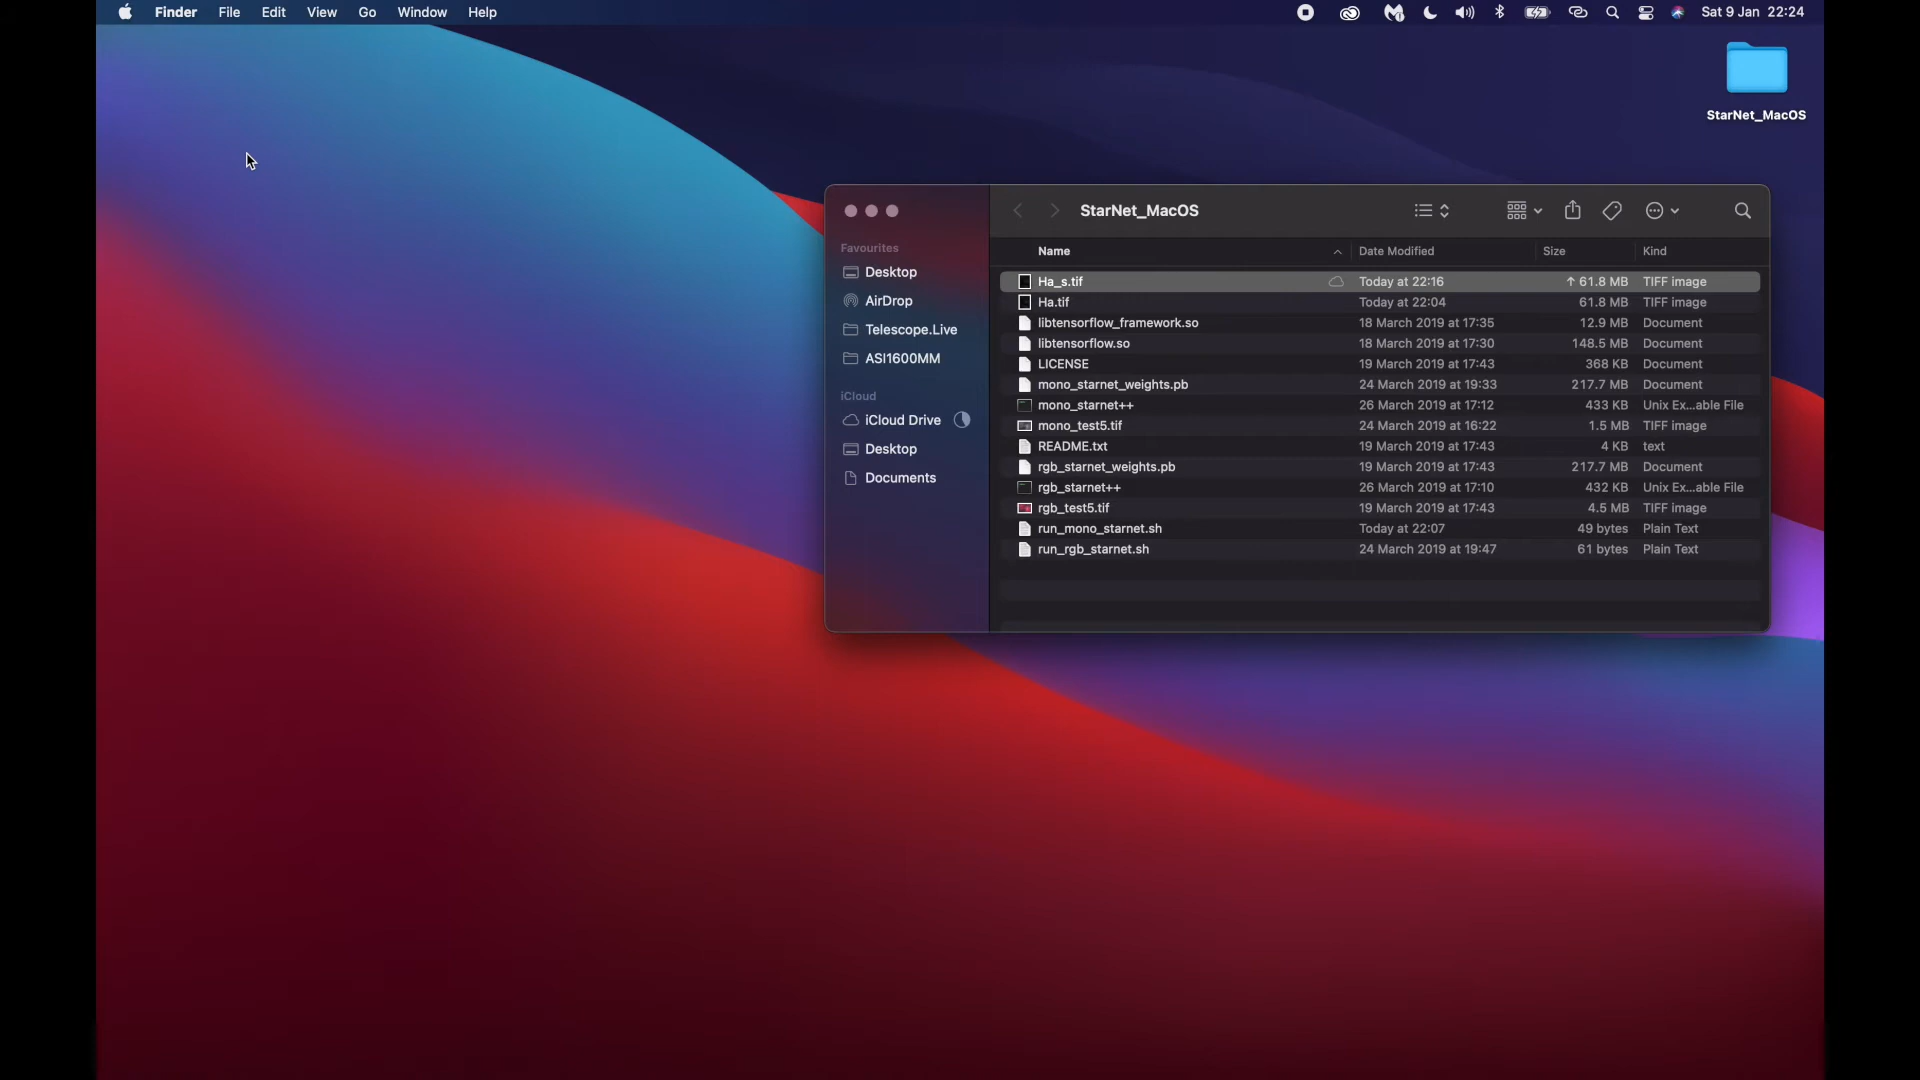 Finder File Edit View Go Window Help Sat 9 Jan 22:24
StarNet_MacOS
StarNet_MacOS
Favourites
Desktop
AirDrop
Telescope.Live
ASI1600MM
iCloud
iCloud Drive
Desktop
Documents
Name Date Modified Size Kind
Ha_s.tif Today at 22:16 ↑ 61.8 MB TIFF image
Ha.tif Today at 22:04 61.8 MB TIFF image
libtensorflow_framework.so 18 March 2019 at 17:35 12.9 MB Document
libtensorflow.so 18 March 2019 at 17:30 148.5 MB Document
LICENSE 19 March 2019 at 17:43 368 KB Document
mono_starnet_weights.pb 24 March 2019 at 19:33 217.7 MB Document
mono_starnet++ 26 March 2019 at 17:12 433 KB Unix Ex...able File
mono_test5.tif 24 March 2019 at 16:22 1.5 MB TIFF image
README.txt 19 March 2019 at 17:43 4 KB text
rgb_starnet_weights.pb 19 March 2019 at 17:43 217.7 MB Document
rgb_starnet++ 26 March 2019 at 17:10 432 KB Unix Ex...able File
rgb_test5.tif 19 March 2019 at 17:43 4.5 MB TIFF image
run_mono_starnet.sh Today at 22:07 49 bytes Plain Text
run_rgb_starnet.sh 24 March 2019 at 19:47 61 bytes Plain Text